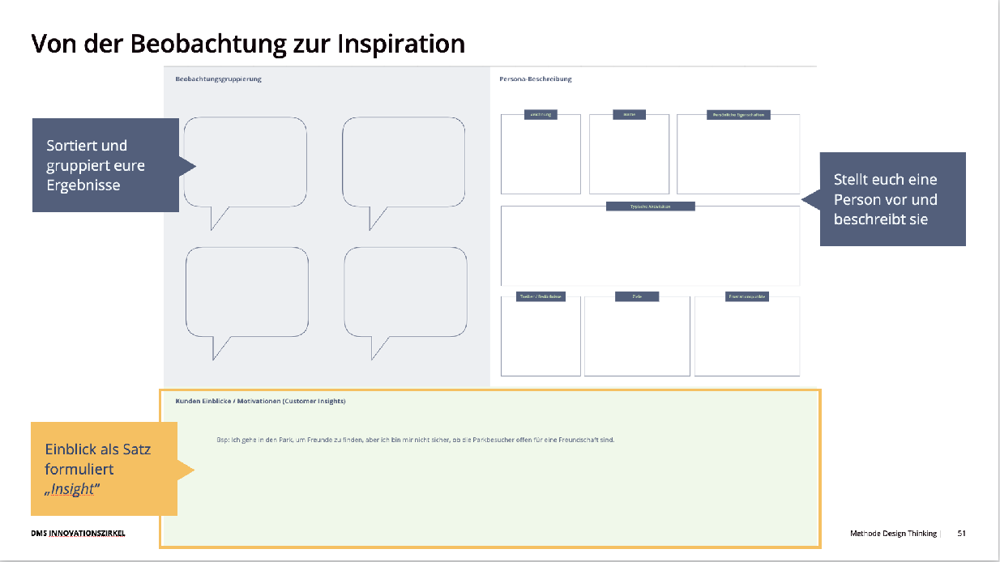 Von der Beobachtung zur Inspiration
Beobachtungsgruppierung
Persona-Beschreibung
Sortiert und
gruppiert eure
Ergebnisse
Zeichnung
Name
Persönliche Eigenschaften
Stellt euch eine
Person vor und
beschreibt sie
Typische Aktivitäten
Treiber / Bedürfnisse
Ziele
Kunden Einblicke / Motivationen (Customer Insights)
Einblick als Satz
formuliert
„Insight“
Bsp: Ich gehe in den Park, um Freunde zu finden, aber ich bin mir nicht sicher, ob die Parkbesucher offen für eine Freundschaft sind.
DMS INNOVATIONSZIRKEL
Methode Design Thinking |
51